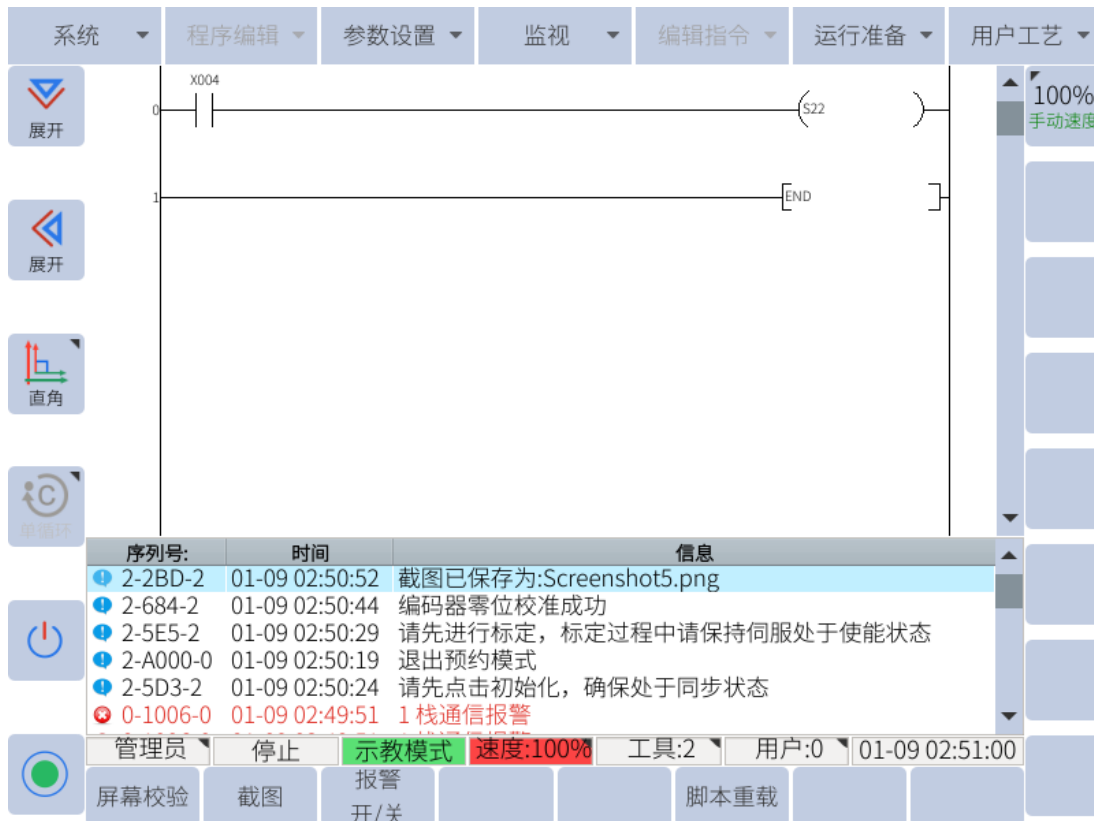 系统
程序编辑
参数设置
监视
编辑指令
运行准备
用户工艺
展开
展开
直角
单循环
X004
0
S22
1
END
100%
手动速度
序列号: 时间 信息
2-2BD-2 01-09 02:50:52 截图已保存为:Screenshot5.png
2-684-2 01-09 02:50:44 编码器零位校准成功
2-5E5-2 01-09 02:50:29 请先进行标定，标定过程中请保持伺服处于使能状态
2-A000-0 01-09 02:50:19 退出预约模式
2-5D3-2 01-09 02:50:24 请先点击初始化，确保处于同步状态
0-1006-0 01-09 02:49:51 1栈通信报警
管理员 停止 示教模式 速度:100% 工具:2 用户:0 01-09 02:51:00
屏幕校验
截图
报警
开/关
脚本重载